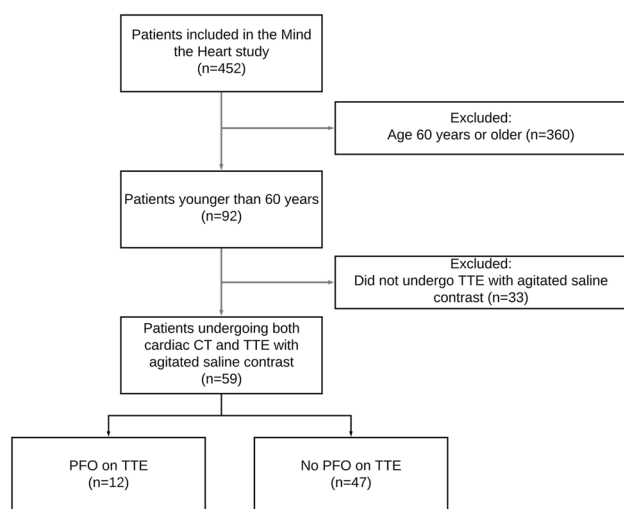 Patients included in the Mind
the Heart study
(n=452)
Excluded:
Age 60 years or older (n=360)
Patients younger than 60 years
(n=92)
Excluded:
Did not undergo TTE with agitated saline
contrast (n=33)
Patients undergoing both
cardiac CT and TTE with
agitated saline contrast
(n=59)
PFO on TTE
(n=12)
No PFO on TTE
(n=47)